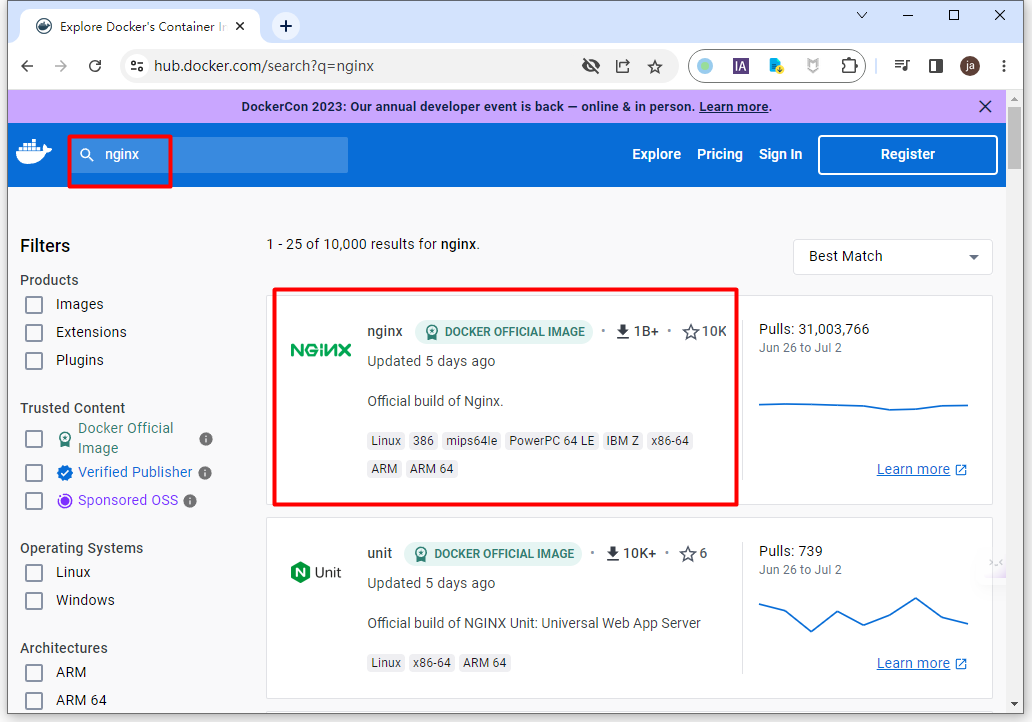 Explore Docker's Container I
hub.docker.com/search?q=nginx
IA
ja
DockerCon 2023: Our annual developer event is back — online & in person. Learn more.
nginx
Explore
Pricing
Sign In
Register
Filters
Products
Images
Extensions
Plugins
Trusted Content
Docker Official
Image
Verified Publisher
Sponsored OSS
Operating Systems
Linux
Windows
Architectures
ARM
ARM 64
1 - 25 of 10,000 results for nginx.
Best Match
NGINX
nginx DOCKER OFFICIAL IMAGE • 1B+ • 10K
Updated 5 days ago
Official build of Nginx.
Linux 386 mips64le PowerPC 64 LE IBM Z x86-64
ARM ARM 64
Pulls: 31,003,766
Jun 26 to Jul 2
Learn more
N Unit
unit DOCKER OFFICIAL IMAGE • 10K+ • 6
Updated 5 days ago
Official build of NGINX Unit: Universal Web App Server
Linux x86-64 ARM 64
Pulls: 739
Jun 26 to Jul 2
Learn more